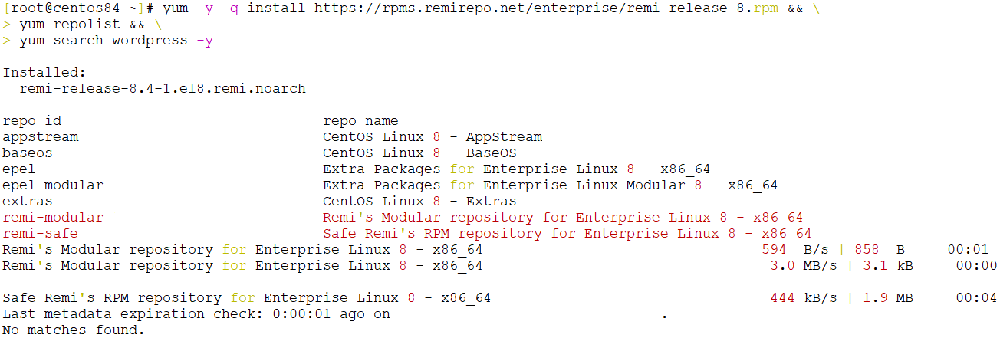 [root@centos84 ~]# yum -y -q install https://rpms.remirepo.net/enterprise/remi-release-8.rpm && \
> yum repolist && \
> yum search wordpress -y
Installed:
remi-release-8.4-1.el8.remi.noarch
repo id repo name
appstream CentOS Linux 8 - AppStream
baseos CentOS Linux 8 - BaseOS
epel Extra Packages for Enterprise Linux 8 - x86_64
epel-modular Extra Packages for Enterprise Linux Modular 8 - x86_64
extras CentOS Linux 8 - Extras
remi-modular Remi's Modular repository for Enterprise Linux 8 - x86_64
remi-safe Safe Remi's RPM repository for Enterprise Linux 8 - x86_64
Remi's Modular repository for Enterprise Linux 8 - x86_64 594 B/s | 858 B 00:01
Remi's Modular repository for Enterprise Linux 8 - x86_64 3.0 MB/s | 3.1 kB 00:00
Safe Remi's RPM repository for Enterprise Linux 8 - x86_64 444 kB/s | 1.9 MB 00:04
Last metadata expiration check: 0:00:01 ago on .
No matches found.